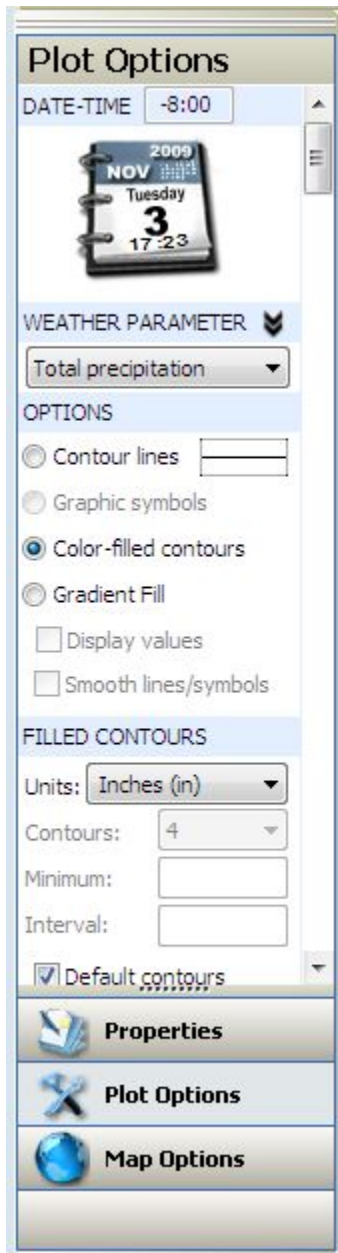 Plot Options
DATE-TIME -8:00
2009
NOV
Tuesday
3
17:23
WEATHER PARAMETER
Total precipitation
OPTIONS
Contour lines
Graphic symbols
Color-filled contours
Gradient Fill
Display values
Smooth lines/symbols
FILLED CONTOURS
Units: Inches (in)
Contours: 4
Minimum:
Interval:
Default contours
Properties
Plot Options
Map Options